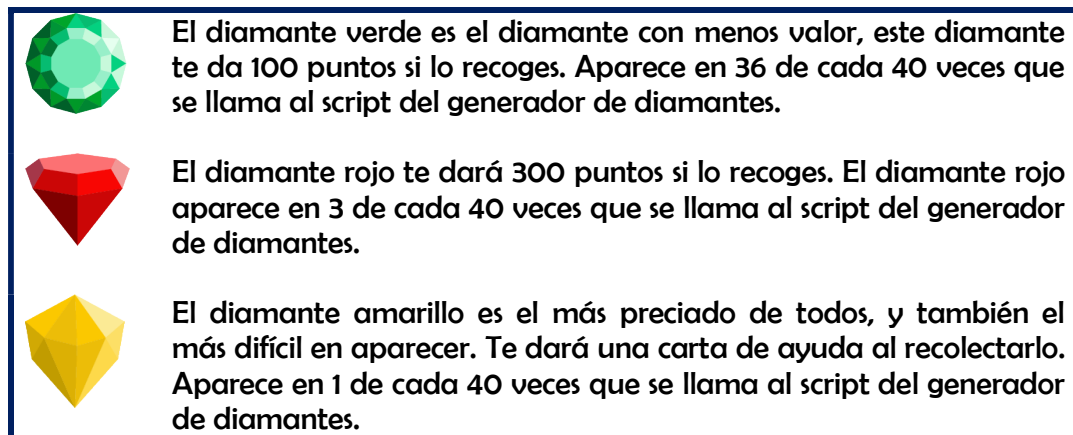 El diamante verde es el diamante con menos valor, este diamante
te da 100 puntos si lo recoges. Aparece en 36 de cada 40 veces que
se llama al script del generador de diamantes.
El diamante rojo te dará 300 puntos si lo recoges. El diamante rojo
aparece en 3 de cada 40 veces que se llama al script del generador
de diamantes.
El diamante amarillo es el más preciado de todos, y también el
más difícil en aparecer. Te dará una carta de ayuda al recolectarlo.
Aparece en 1 de cada 40 veces que se llama al script del generador
de diamantes.